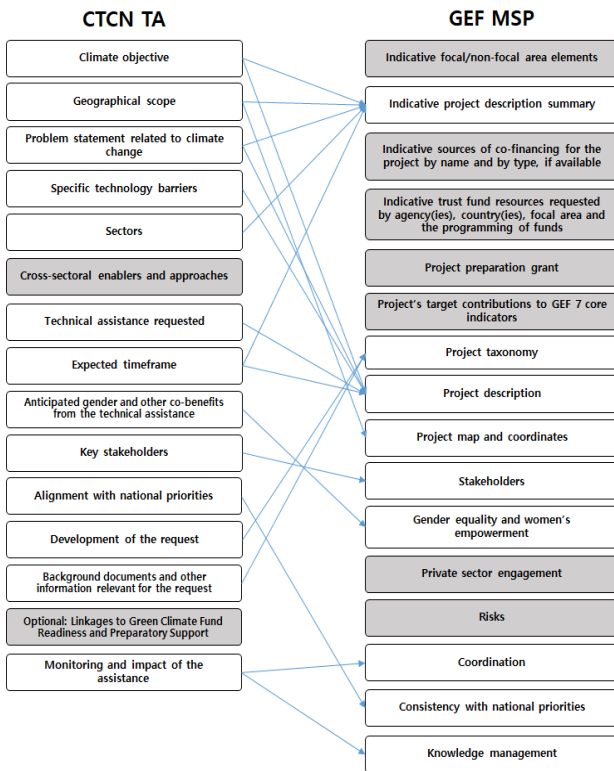 CTCN TA
Climate objective
Geographical scope
Problem statement related to climate
change
Specific technology barriers
Sectors
Cross-sectoral enablers and approaches
Technical assistance requested
Expected timeframe
Anticipated gender and other co-benefits
from the technical assistance
Key stakeholders
Alignment with national priorities
Development of the request
Background documents and other
information relevant for the request
Optional: Linkages to Green Climate Fund
Readiness and Preparatory Support
Monitoring and impact of the
assistance
GEF MSP
Indicative focal/non-focal area elements
Indicative project description summary
Indicative sources of co-financing for the
project by name and by type, if available
Indicative trust fund resources requested
by agency(ies), country(ies), focal area and
the programming of funds
Project preparation grant
Project's target contributions to GEF 7 core
indicators
Project taxonomy
Project description
Project map and coordinates
Stakeholders
Gender equality and women's
empowerment
Private sector engagement
Risks
Coordination
Consistency with national priorities
Knowledge management